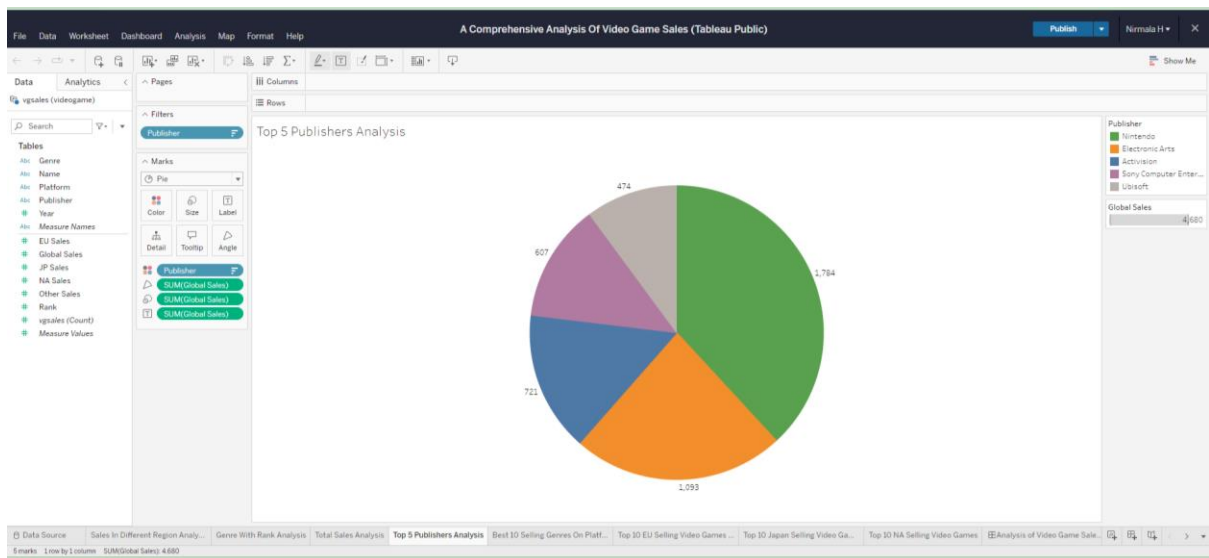 A Comprehensive Analysis Of Video Game Sales (Tableau Public)
File Data Worksheet Dashboard Analysis Map Format Help
Publish
Nirmala H
Show Me
Data Analytics
vgsales (videogame)
Search
Tables
Abc Genre
Abc Name
Abc Platform
Abc Publisher
# Year
Abc Measure Names
# EU Sales
# Global Sales
# JP Sales
# NA Sales
# Other Sales
# Rank
# vgsales (Count)
# Measure Values
Pages
Filters
Publisher
Marks
Pie
Color Size Label
Detail Tooltip Angle
Publisher
SUM(Global Sales)
SUM(Global Sales)
SUM(Global Sales)
Columns
Rows
Top 5 Publishers Analysis
474
607
1,784
721
1,093
Publisher
Nintendo
Electronic Arts
Activision
Sony Computer Enter...
Ubisoft
Global Sales
4,680
Data Source Sales In Different Region Analy... Genre With Rank Analysis Total Sales Analysis Top 5 Publishers Analysis Best 10 Selling Genres On Platf... Top 10 EU Selling Video Games ... Top 10 Japan Selling Video Ga... Top 10 NA Selling Video Games Analysis of Video Game Sale...
5 marks 1 row by 1 column SUM(Global Sales): 4,680